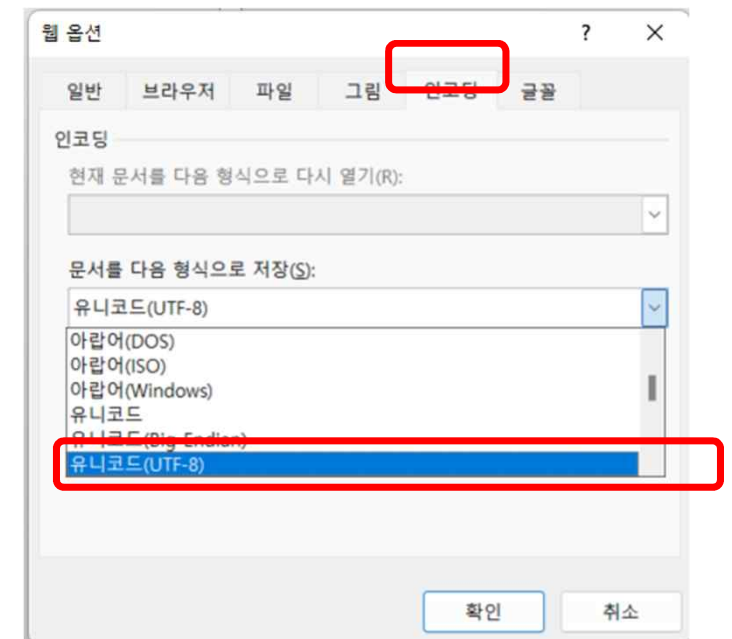 웹 옵션 ?
일반 브라우저 파일 그림 인코딩 글꼴
인코딩
현재 문서를 다음 형식으로 다시 열기(R):
문서를 다음 형식으로 저장(S):
유니코드(UTF-8)
아랍어(DOS)
아랍어(ISO)
아랍어(Windows)
유니코드
유니코드(Big-Endian)
유니코드(UTF-8)
확인 취소